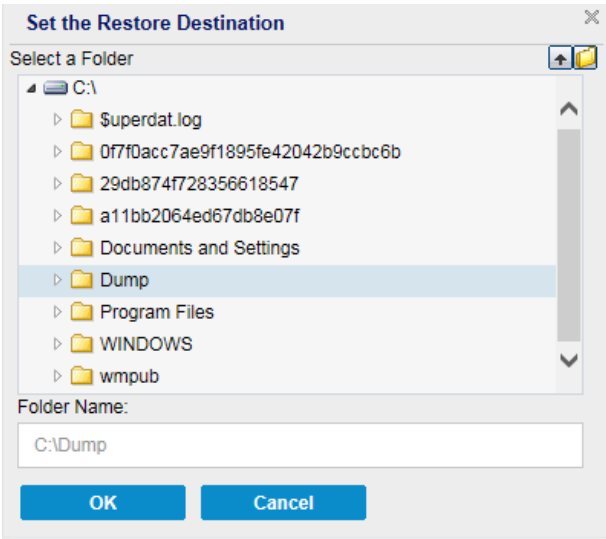 Set the Restore Destination
Select a Folder
C:\
$uperdat.log
0f7f0acc7ae9f1895fe42042b9ccbc6b
29db874f728356618547
a11bb2064ed67db8e07f
Documents and Settings
Dump
Program Files
WINDOWS
wmpub
Folder Name:
C:\Dump
OK Cancel